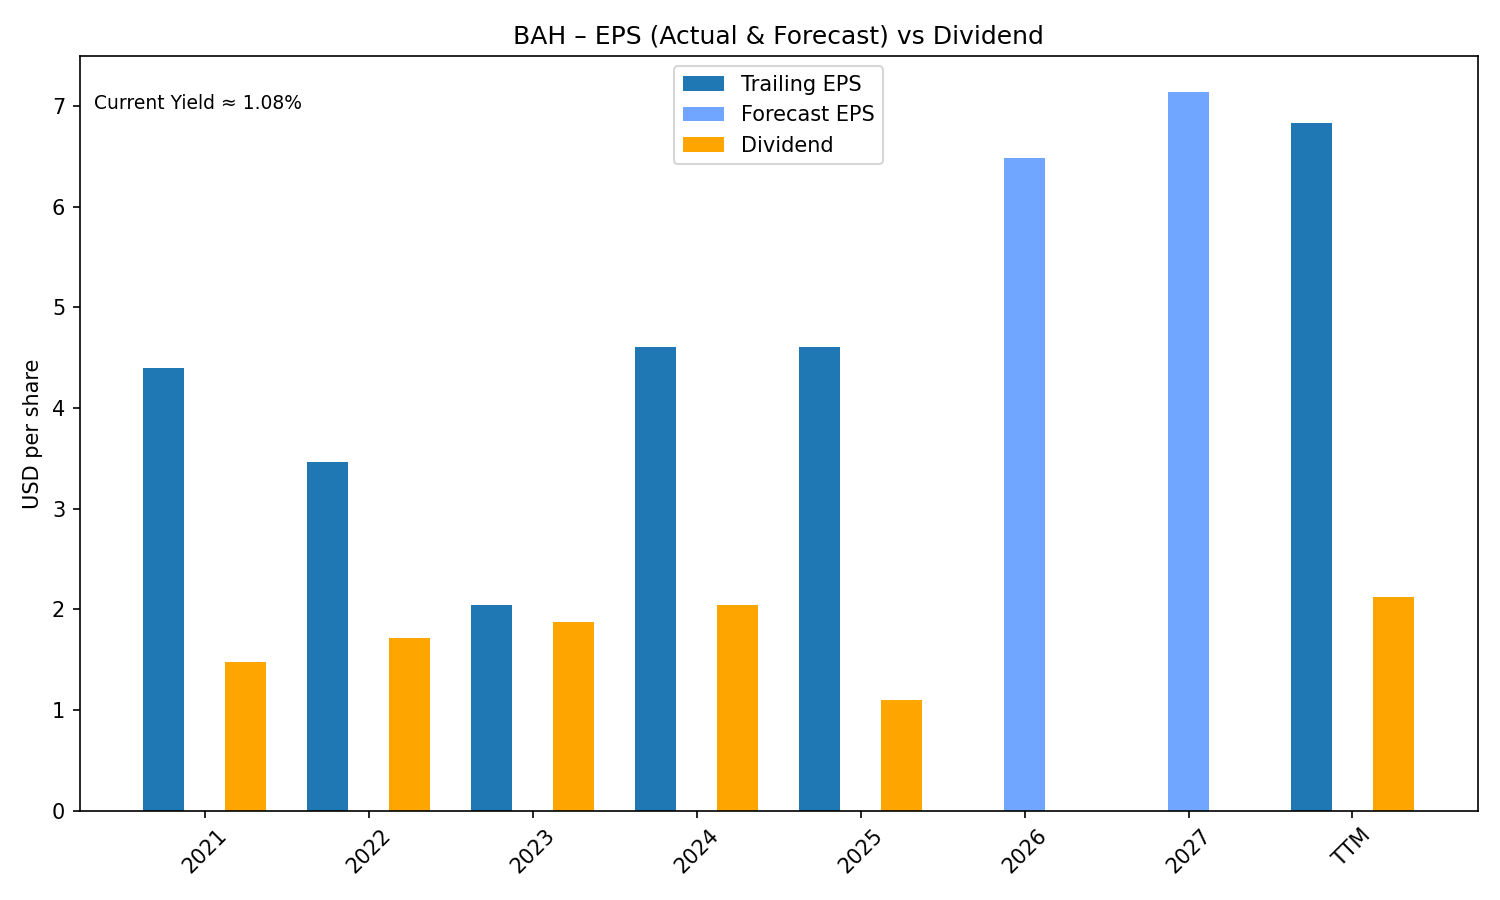 BAH – EPS (Actual & Forecast) vs Dividend
Current Yield ≈ 1.08%
Trailing EPS
Forecast EPS
Dividend
USD per share
7
6
5
4
3
2
1
0
2021
2022
2023
2024
2025
2026
2027
TTM